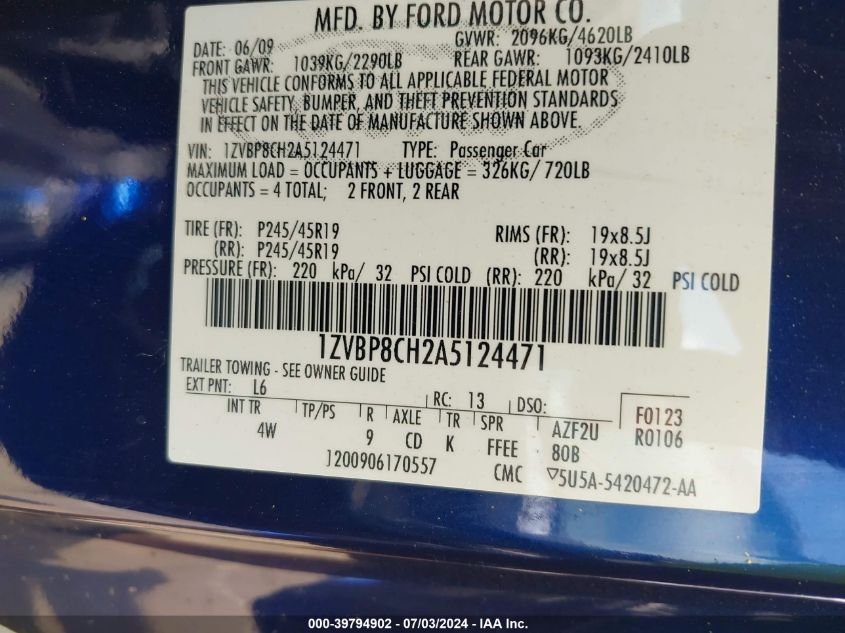 MFD. BY FORD MOTOR CO.
DATE: 06/09 GVWR: 2096KG/4620LB
FRONT GAWR: 1039KG/2290LB REAR GAWR: 1093KG/2410LB
THIS VEHICLE CONFORMS TO ALL APPLICABLE FEDERAL MOTOR
VEHICLE SAFETY, BUMPER, AND THEFT PREVENTION STANDARDS
IN EFFECT ON THE DATE OF MANUFACTURE SHOWN ABOVE.
VIN: 1ZVBP8CH2A5124471 TYPE: Passenger Car
MAXIMUM LOAD = OCCUPANTS + LUGGAGE = 326KG/ 720LB
OCCUPANTS = 4 TOTAL; 2 FRONT, 2 REAR
TIRE (FR): P245/45R19 RIMS (FR): 19x8.5J
(RR): P245/45R19 (RR): 19x8.5J
PRESSURE (FR): 220 kPa/ 32 PSI COLD (RR): 220 kPa/ 32 PSI COLD
1ZVBP8CH2A5124471
TRAILER TOWING - SEE OWNER GUIDE
EXT PNT: L6 RC: 13 DSO: F0123
INT TR TP/PS R AXLE TR SPR AZF2U R0106
4W 9 CD K FFEE 80B
1200906170557 CMC ▽5U5A-5420472-AA
000-39794902 / 07/03/2024 - IAA Inc.